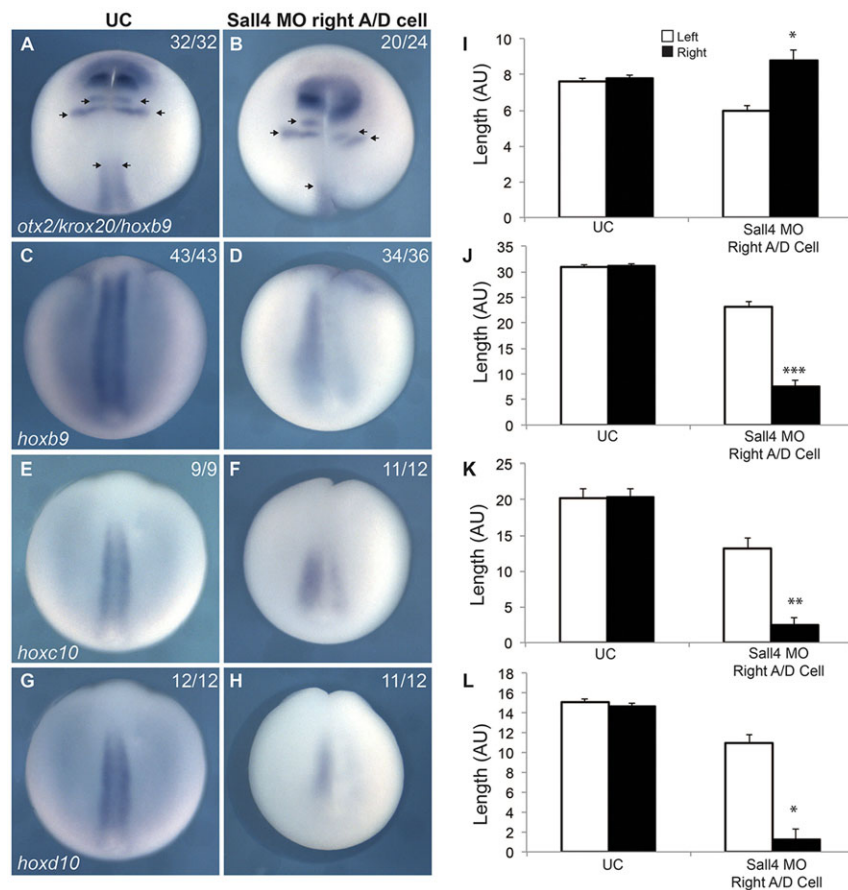 UC
Sall4 MO right A/D cell
A
32/32
otx2/krox20/hoxb9
B
20/24
C
43/43
hoxb9
D
34/36
E
9/9
hoxc10
F
11/12
G
12/12
hoxd10
H
11/12
I
Length (AU)
10
8
6
4
2
0
Left
Right
*
UC
Sall4 MO
Right A/D Cell
J
Length (AU)
35
30
25
20
15
10
5
0
***
UC
Sall4 MO
Right A/D Cell
K
Length (AU)
25
20
15
10
5
0
**
UC
Sall4 MO
Right A/D Cell
L
Length (AU)
18
16
14
12
10
8
6
4
2
0
*
UC
Sall4 MO
Right A/D Cell